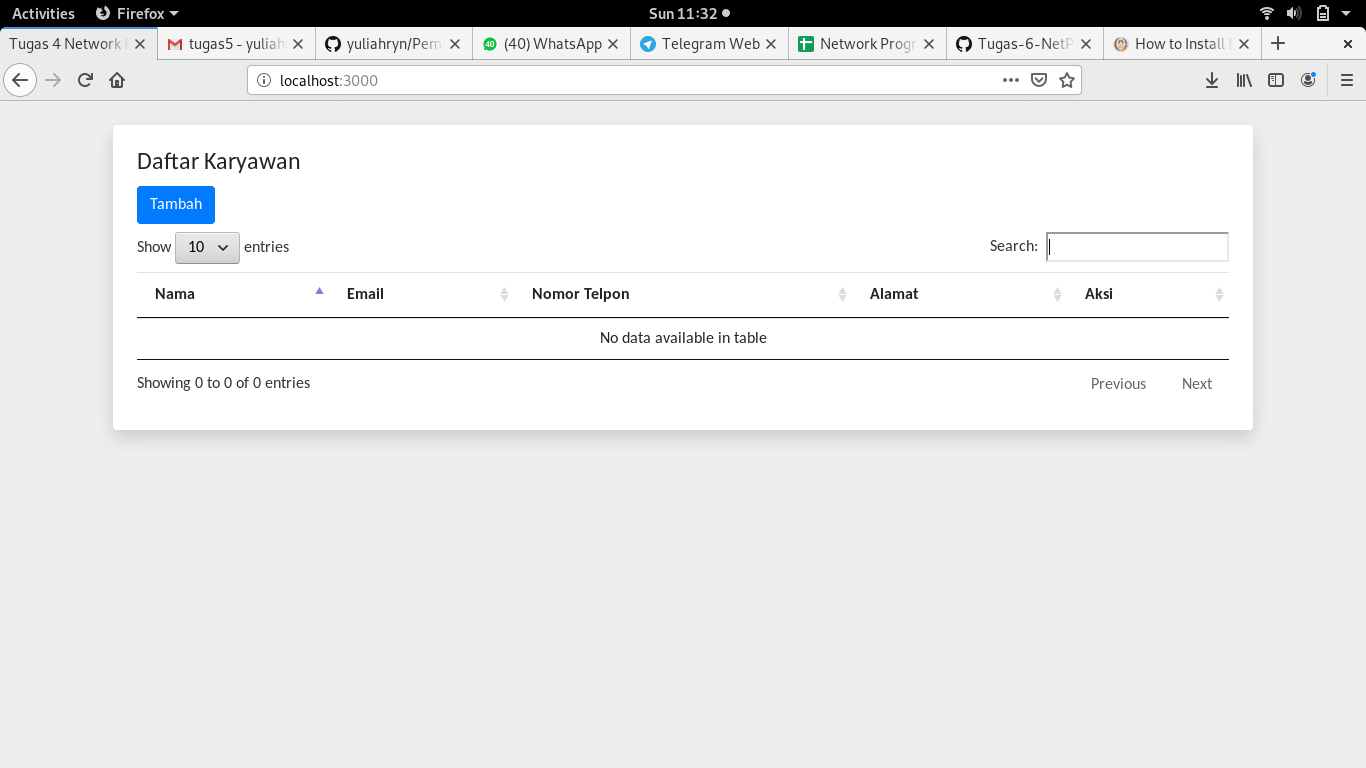 Activities Firefox Sun 11:32
Tugas 4 Network tugas5 - yuliah yuliahryn/Pem (40) WhatsApp Telegram Web Network Progr Tugas-6-NetP How to Install
localhost:3000
Daftar Karyawan
Tambah
Show 10 entries Search:
Nama Email Nomor Telpon Alamat Aksi
No data available in table
Showing 0 to 0 of 0 entries Previous Next